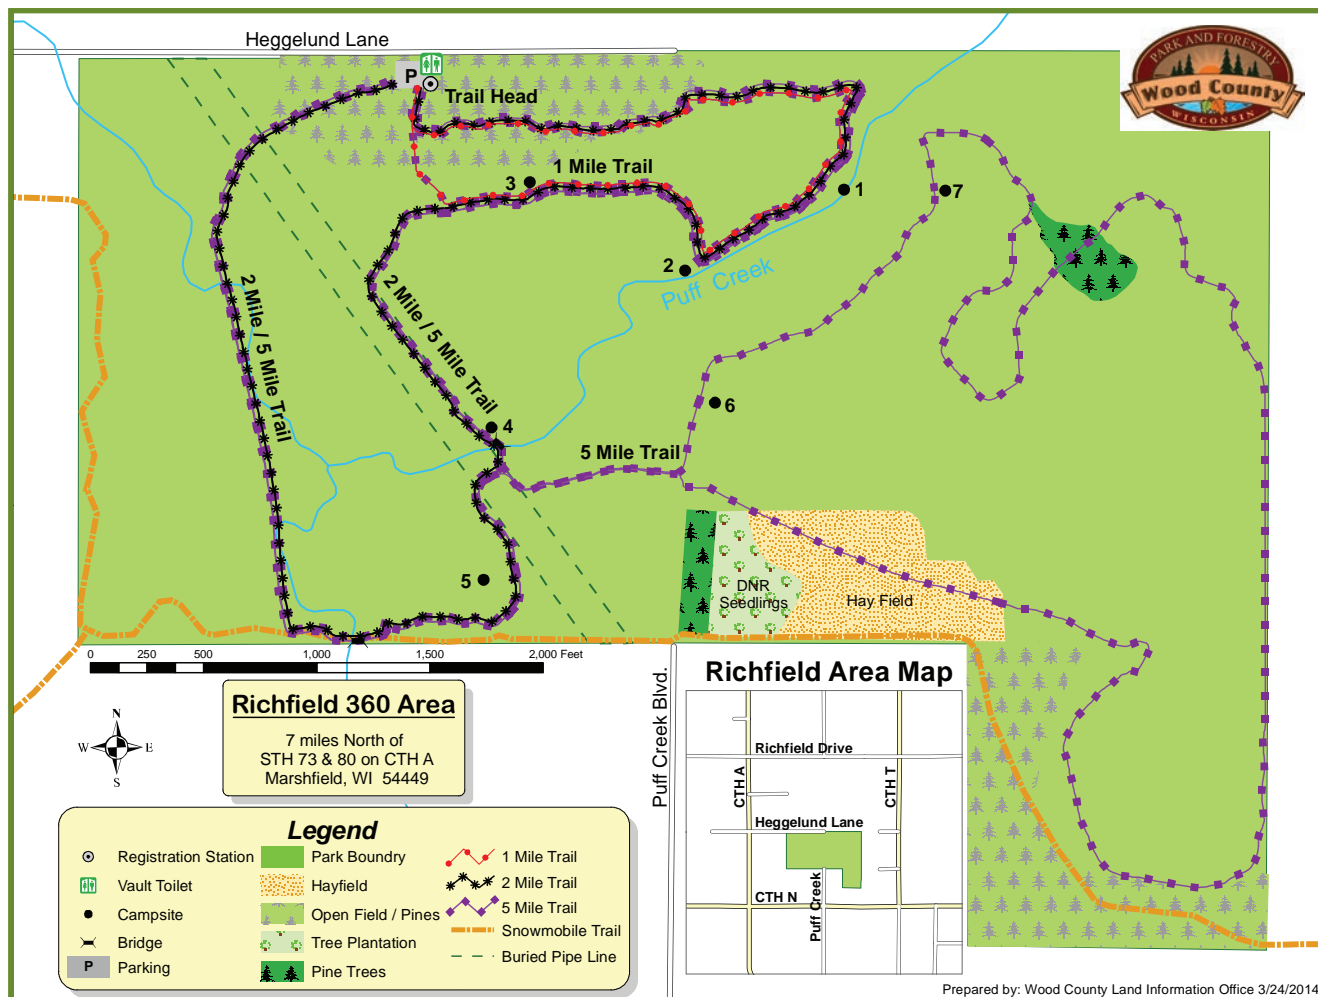 Heggelund Lane
P
Trail Head
PARK AND FORESTRY
Wood County
WISCONSIN
1 Mile Trail
3
1
7
2
Puff Creek
2 Mile / 5 Mile Trail
2 Mile / 5 Mile Trail
6
4
5 Mile Trail
5
DNR
Seedlings
Hay Field
0 250 500 1,000 1,500 2,000 Feet
Puff Creek Blvd.
Richfield 360 Area
7 miles North of
STH 73 & 80 on CTH A
Marshfield, WI 54449
N
W E
S
Richfield Area Map
Richfield Drive
CTH A
CTH T
Heggelund Lane
CTH N
Puff Creek
Legend
Registration Station
Vault Toilet
Campsite
Bridge
P Parking
Park Boundry
Hayfield
Open Field / Pines
Tree Plantation
Pine Trees
1 Mile Trail
2 Mile Trail
5 Mile Trail
Snowmobile Trail
Buried Pipe Line
Prepared by: Wood County Land Information Office 3/24/2014